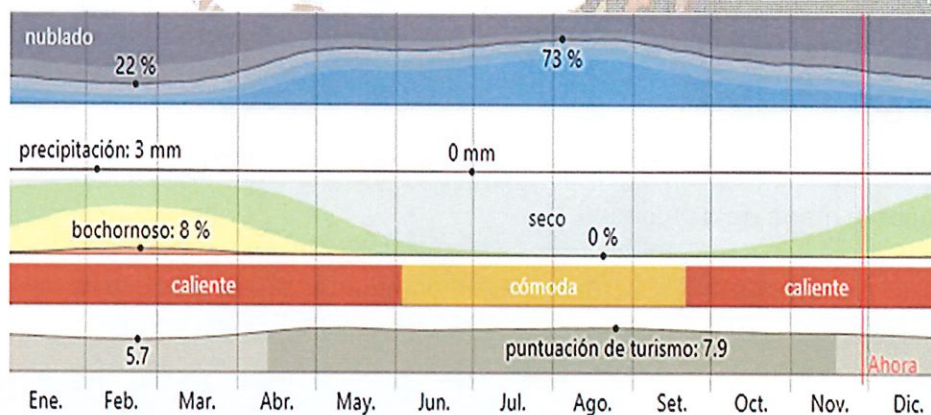 nublado
22 %
73 %
precipitación: 3 mm
0 mm
bochornoso: 8 %
seco
0 %
caliente
cómoda
caliente
5.7
puntuación de turismo: 7.9
Ahora
Ene.
Feb.
Mar.
Abr.
May.
Jun.
Jul.
Ago.
Set.
Oct.
Nov.
Dic.